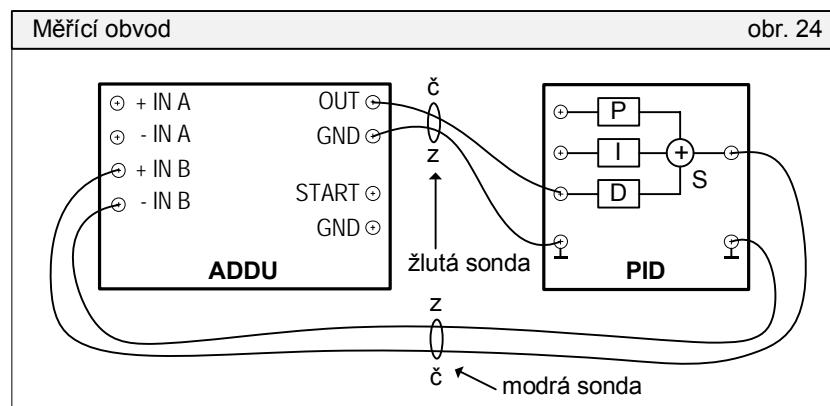 Měřící obvod obr. 24
č
+ IN A OUT P
- IN A GND I
+ IN B z S
- IN B START D
GND
žlutá sonda
ADDU PID
z
č
modrá sonda